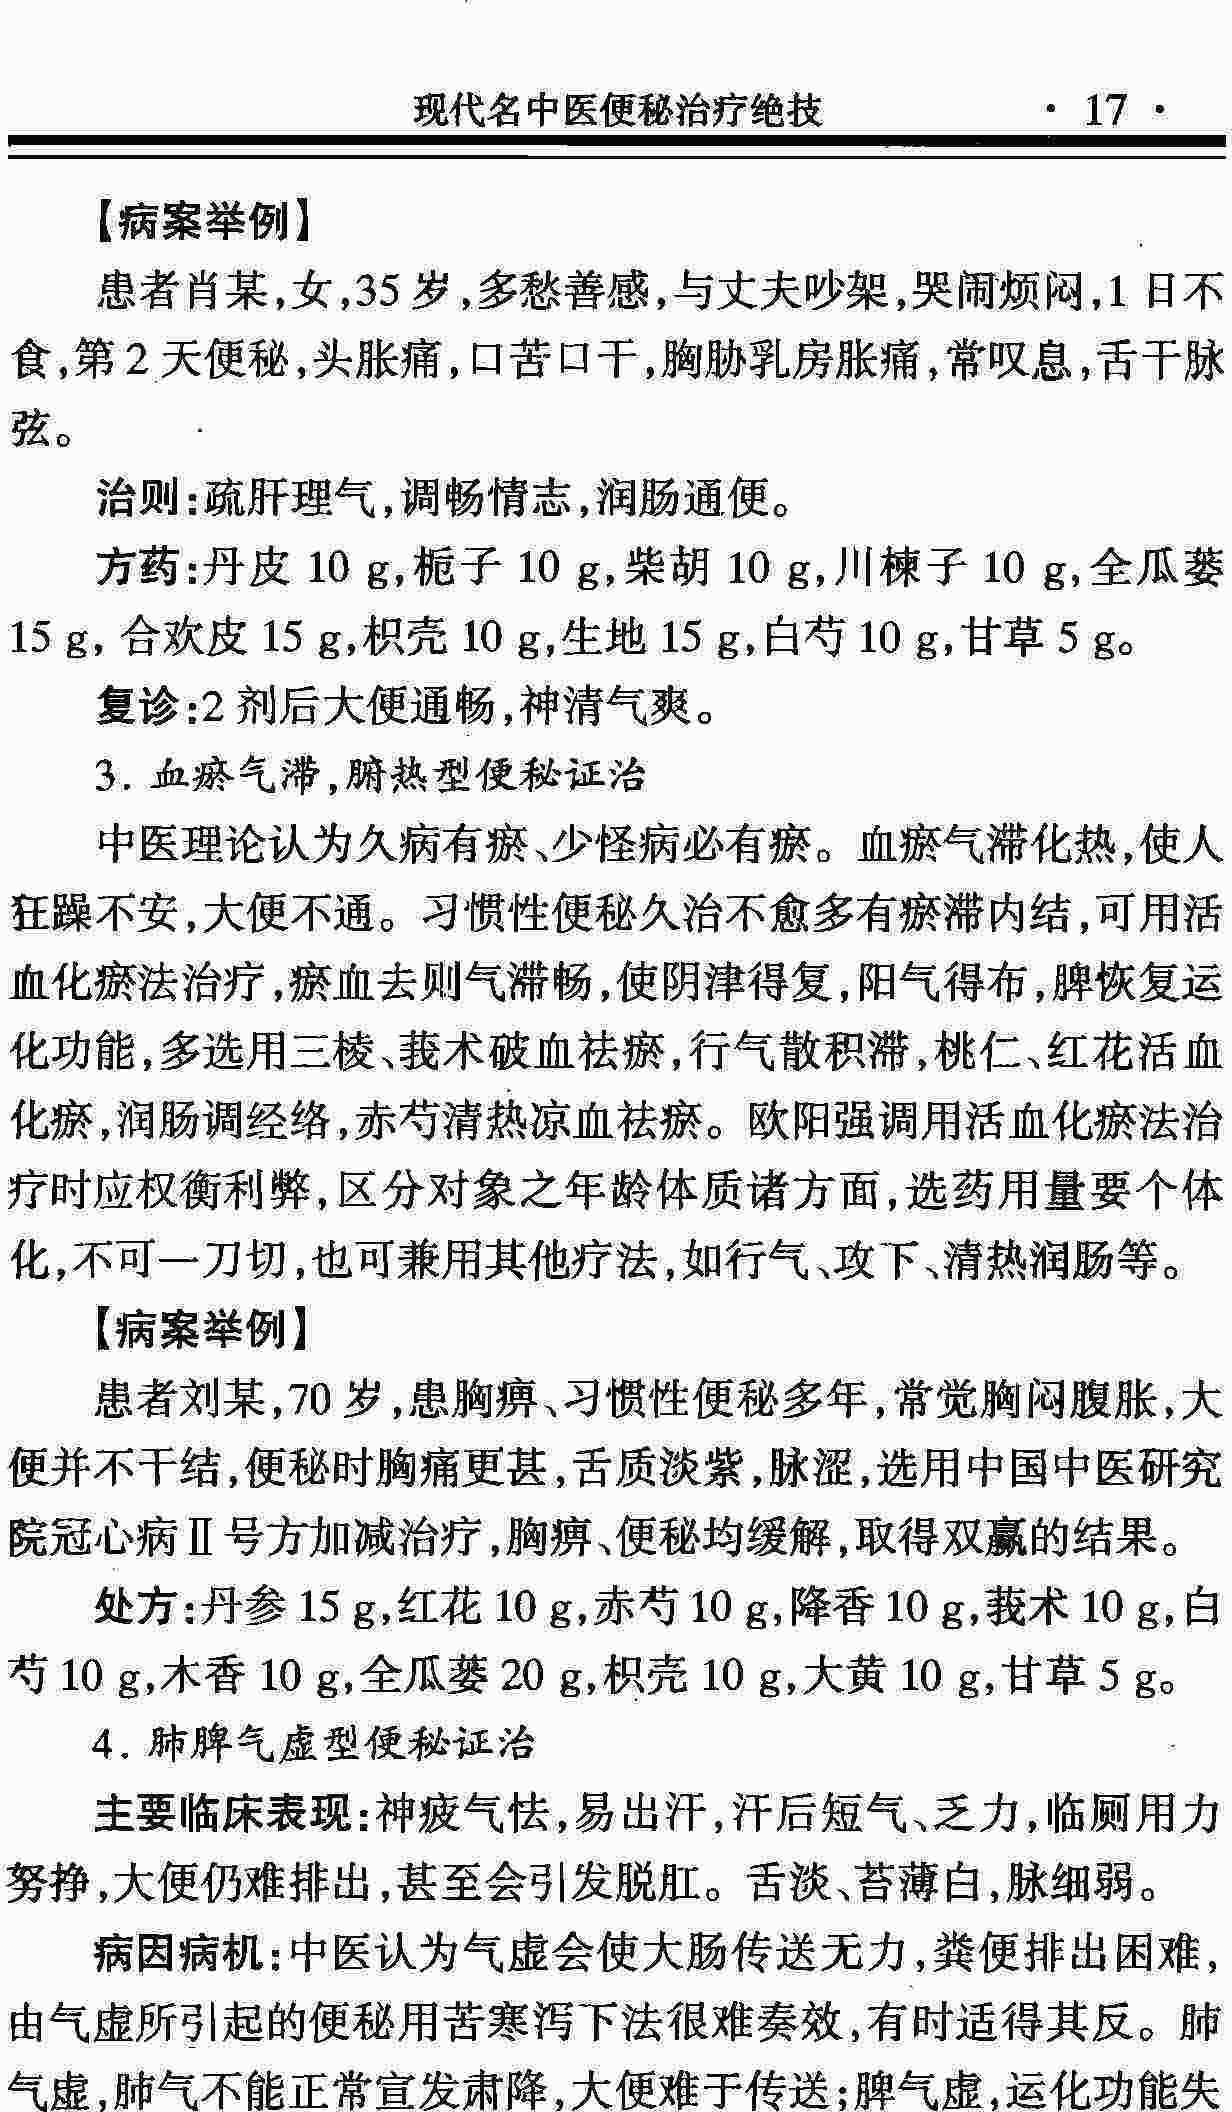 现代名中医便秘治疗绝技 · 17 ·
【病案举例】
患者肖某,女,35 岁,多愁善感,与丈夫吵架,哭闹烦闷,1 日不
食,第 2 天便秘,头胀痛,口苦口干,胸胁乳房胀痛,常叹息,舌干脉
弦。
治则:疏肝理气,调畅情志,润肠通便。
方药:丹皮 10 g,栀子 10 g,柴胡 10 g,川楝子 10 g,全瓜蒌
15 g, 合欢皮 15 g,枳壳 10 g,生地 15 g,白芍 10 g,甘草 5 g。
复诊:2 剂后大便通畅,神清气爽。
3. 血瘀气滞,腑热型便秘证治
中医理论认为久病有瘀、少怪病必有瘀。血瘀气滞化热,使人
狂躁不安,大便不通。习惯性便秘久治不愈多有瘀滞内结,可用活
血化瘀法治疗,瘀血去则气滞畅,使阴津得复,阳气得布,脾恢复运
化功能,多选用三棱、莪术破血祛瘀,行气散积滞,桃仁、红花活血
化瘀,润肠调经络,赤芍清热凉血祛瘀。欧阳强调用活血化瘀法治
疗时应权衡利弊,区分对象之年龄体质诸方面,选药用量要个体
化,不可一刀切,也可兼用其他疗法,如行气、攻下、清热润肠等。
【病案举例】
患者刘某,70 岁,患胸痹、习惯性便秘多年,常觉胸闷腹胀,大
便并不干结,便秘时胸痛更甚,舌质淡紫,脉涩,选用中国中医研究
院冠心病Ⅱ号方加减治疗,胸痹、便秘均缓解,取得双赢的结果。
处方:丹参 15 g,红花 10 g,赤芍 10 g,降香 10 g,莪术 10 g,白
芍 10 g,木香 10 g,全瓜蒌 20 g,枳壳 10 g,大黄 10 g,甘草 5 g。
4. 肺脾气虚型便秘证治
主要临床表现:神疲气怯,易出汗,汗后短气、乏力,临厕用力
努挣,大便仍难排出,甚至会引发脱肛。舌淡、苔薄白,脉细弱。
病因病机:中医认为气虚会使大肠传送无力,粪便排出困难,
由气虚所引起的便秘用苦寒泻下法很难奏效,有时适得其反。肺
气虚,肺气不能正常宣发肃降,大便难于传送;脾气虚,运化功能失